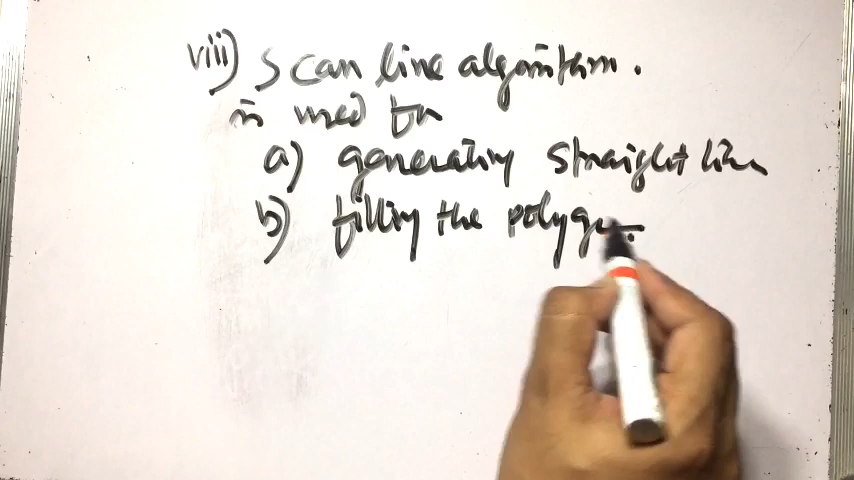 viii) Scan line algorithm.
is used for
a) generating straight line
b) filling the polygon.